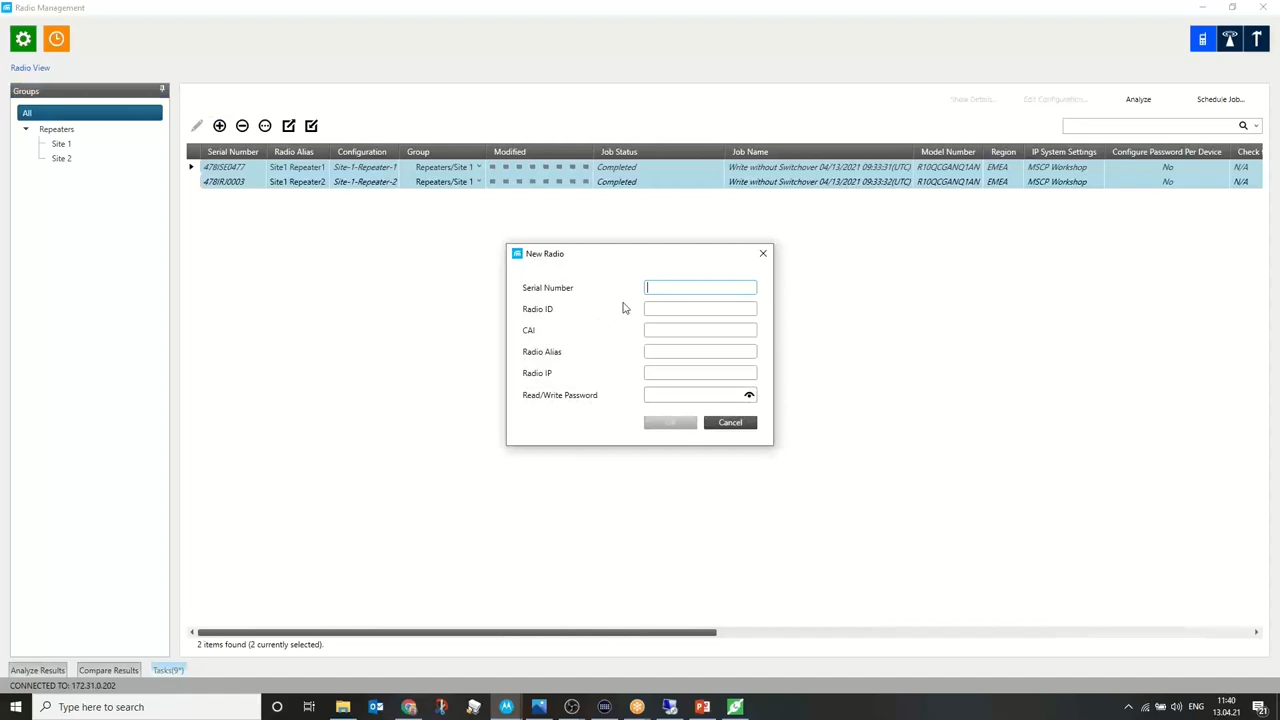 Radio Management
Radio View
Groups
All
Repeaters
Site 1
Site 2
Show Details...
Edit Configuration...
Analyze
Schedule Job...
Serial Number Radio Alias Configuration Group Modified Job Status Job Name Model Number Region IP System Settings Configure Password Per Device Check
478ISE0477 Site1 Repeater1 Site-1-Repeater-1 Repeaters/Site 1 Completed Write without Switchover 04/13/2021 09:33:31(UTC) R10QCGANQ1AN EMEA MSCP Workshop No N/A
478IRJ0003 Site1 Repeater2 Site-1-Repeater-2 Repeaters/Site 1 Completed Write without Switchover 04/13/2021 09:33:32(UTC) R10QCGANQ1AN EMEA MSCP Workshop No N/A
New Radio
Serial Number
Radio ID
CAI
Radio Alias
Radio IP
Read/Write Password
Cancel
2 items found (2 currently selected).
Analyze Results
Compare Results
Tasks(9*)
CONNECTED TO: 172.31.0.202
Type here to search
ENG
11:40
13.04.21